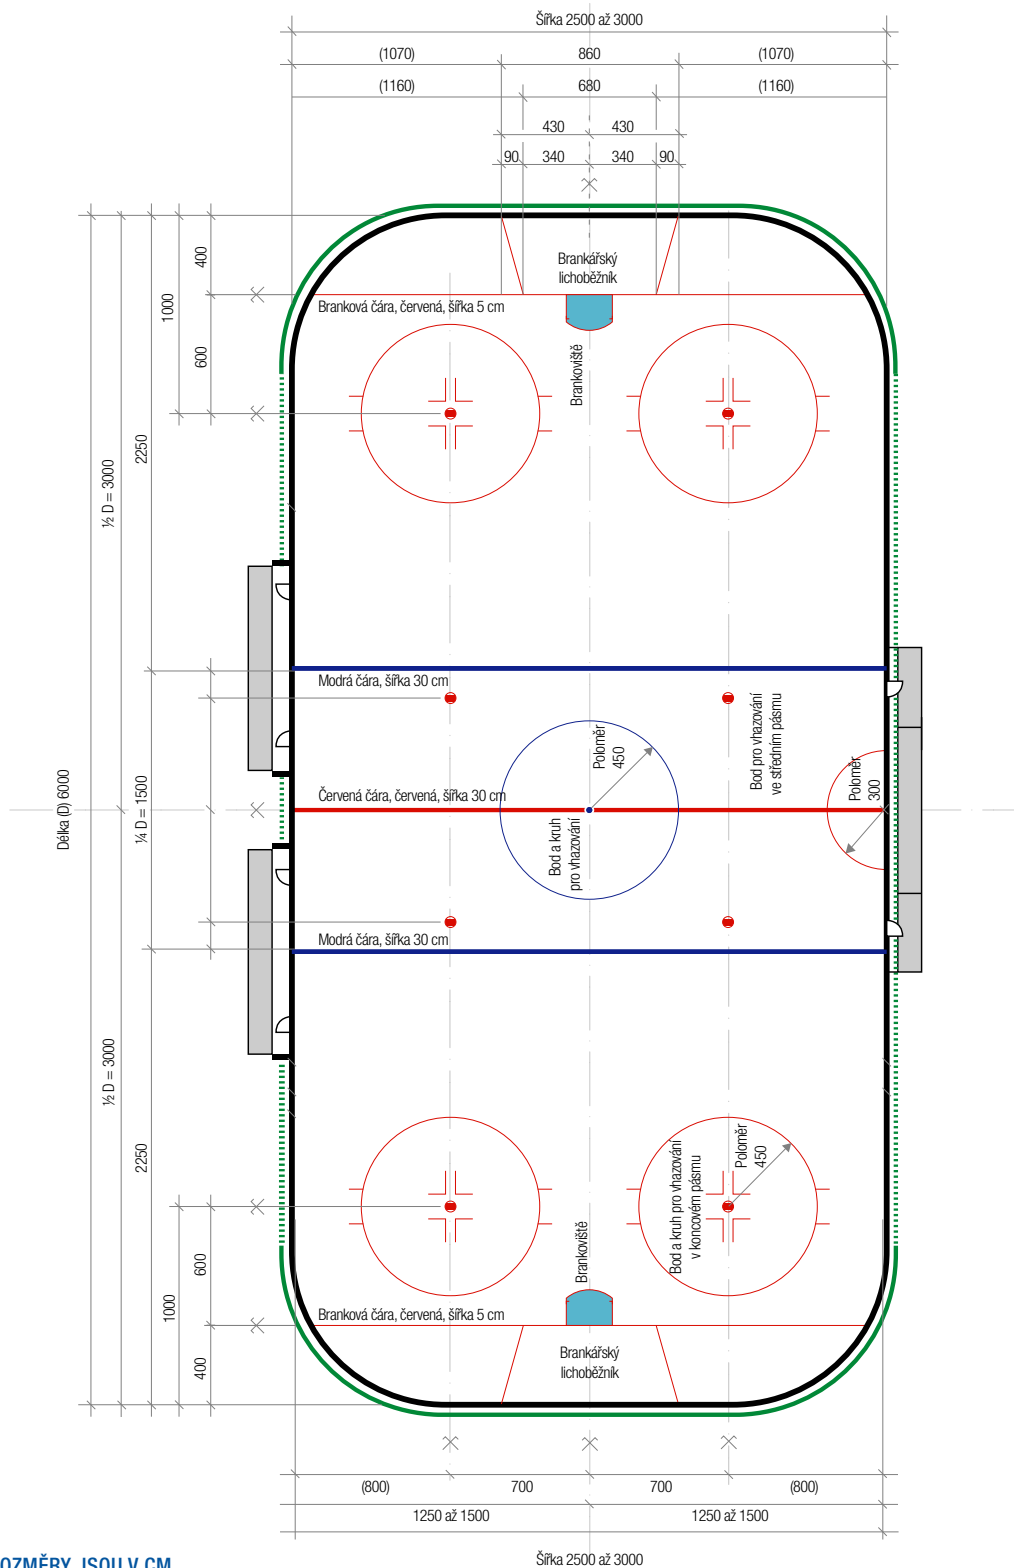 Šířka 2500 až 3000
(1070)
860
(1070)
(1160)
680
(1160)
430
430
90
340
340
90
400
1000
600
2250
½ D = 3000
Brankářský
lichoběžník
Branková čára, červená, šířka 5 cm
Brankoviště
Modrá čára, šířka 30 cm
Bod pro vhazování
ve středním pásmu
Poloměr
450
Poloměr
300
Délka (D) 6000
¼ D = 1500
Červená čára, červená, šířka 30 cm
Bod a kruh
pro vhazování
Modrá čára, šířka 30 cm
½ D = 3000
2250
Poloměr
450
Bod a kruh pro vhazování
v koncovém pásmu
Brankoviště
600
1000
400
Branková čára, červená, šířka 5 cm
Brankářský
lichoběžník
(800)
700
700
(800)
1250 až 1500
1250 až 1500
Šířka 2500 až 3000
OZMĚRY JSOU V CM